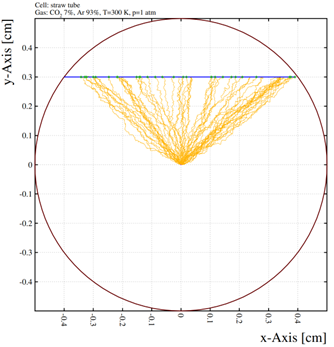 Cell: straw tube
Gas: CO2 7%, Ar 93%, T=300 K, p=1 atm
y-Axis [cm]
0.5
0.4
0.3
0.2
0.1
0
-0.1
-0.2
-0.3
-0.4
-0.4 -0.3 -0.2 -0.1 0 0.1 0.2 0.3 0.4
x-Axis [cm]